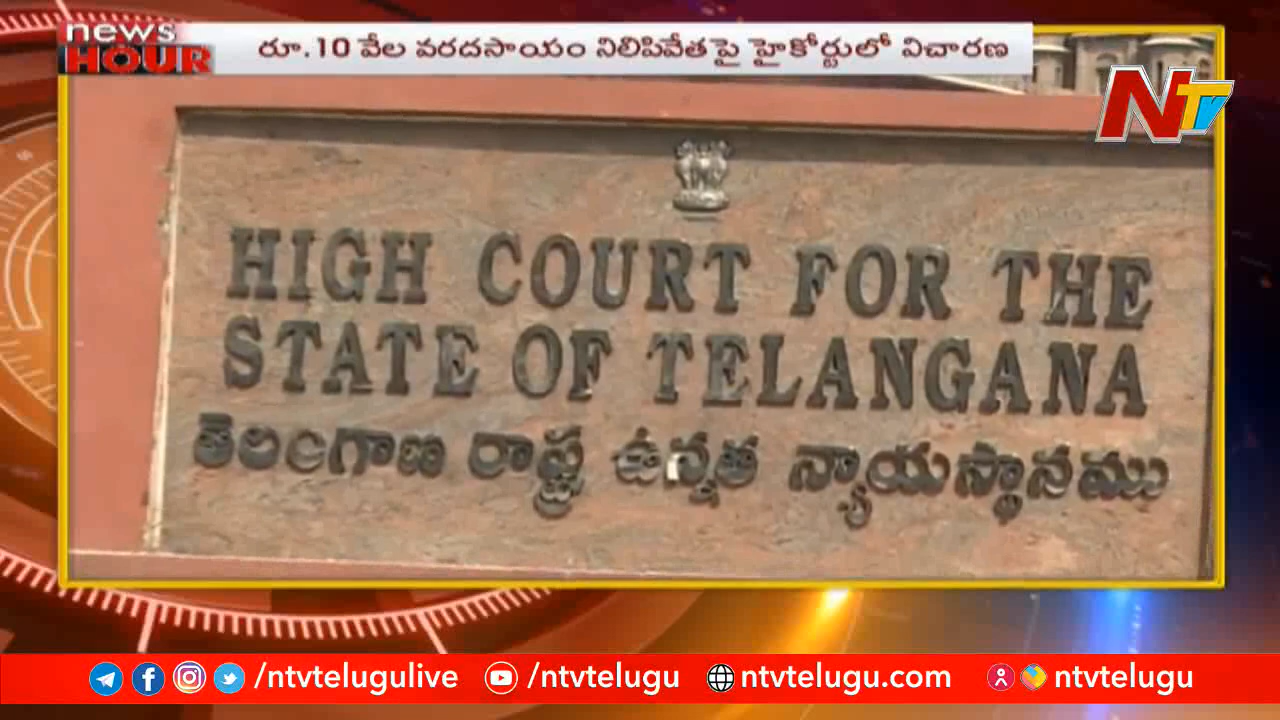 news
HOUR
రూ.10 వేల వరదసాయం నిలిపివేతపై హైకోర్టులో విచారణ
NTV
HIGH COURT FOR THE
STATE OF TELANGANA
తెలంగాణ రాష్ట్ర ఉన్నత న్యాయస్థానము
/ntvtelugulive /ntvtelugu ntvtelugu.com ntvtelugu